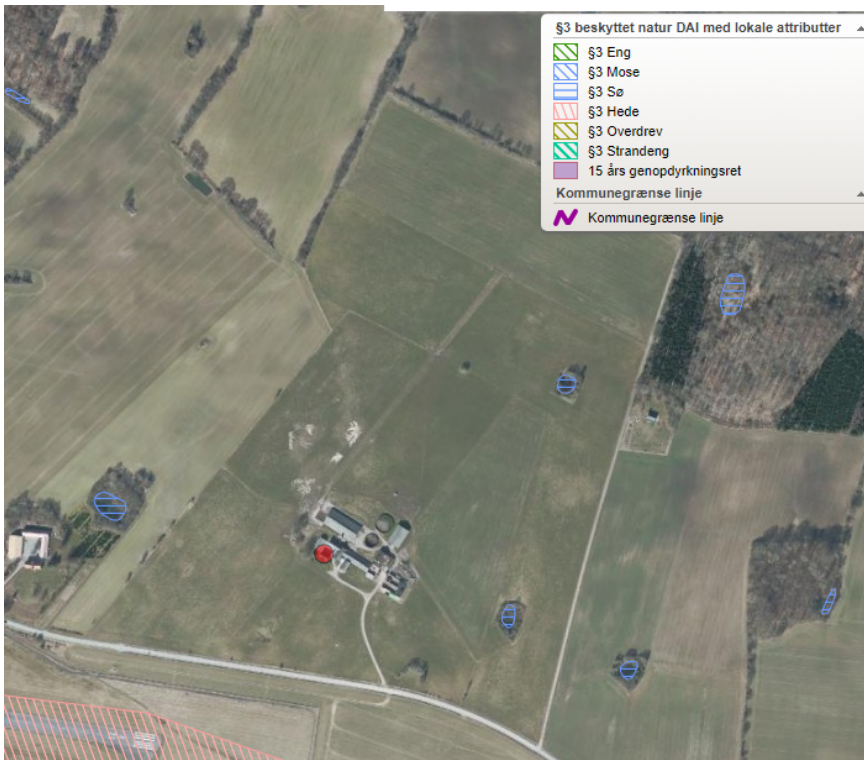 §3 beskyttet natur DAI med lokale attributter
§3 Eng
§3 Mose
§3 Sø
§3 Hede
§3 Overdrev
§3 Strandeng
15 års genopdyrkningsret
Kommunegrænse linje
Kommunegrænse linje